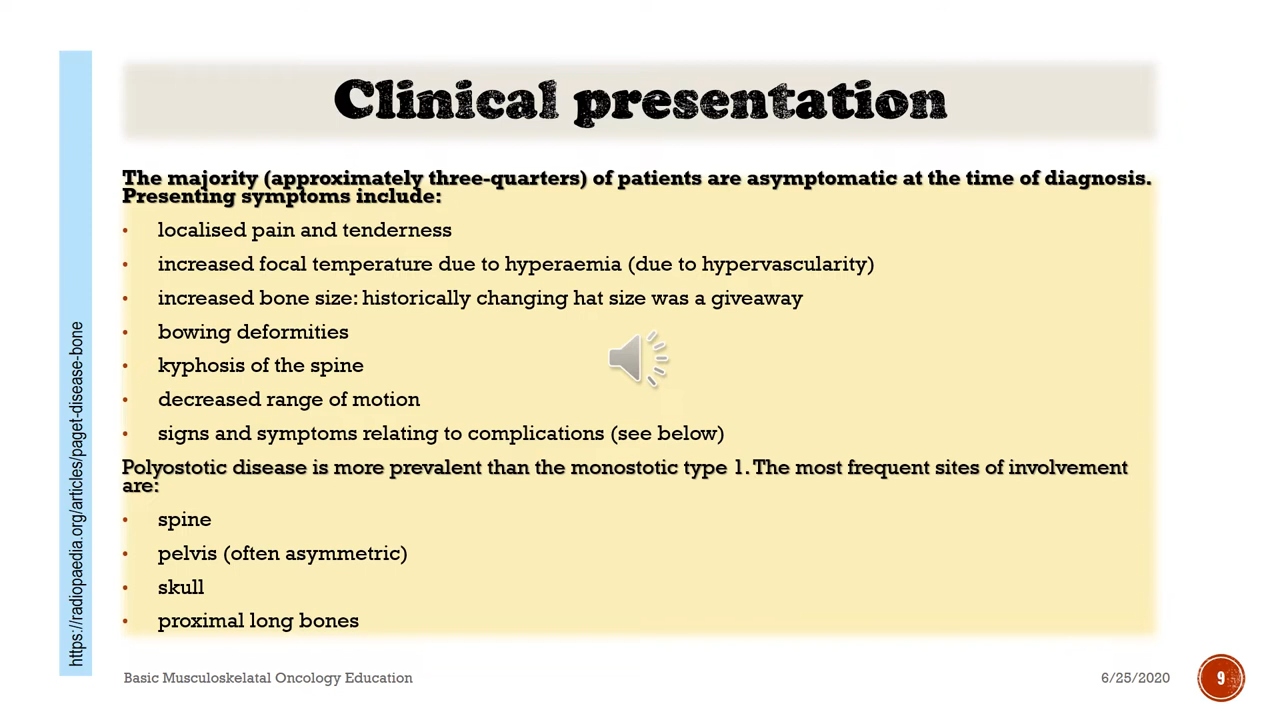 Clinical presentation
The majority (approximately three-quarters) of patients are asymptomatic at the time of diagnosis.
Presenting symptoms include:
• localised pain and tenderness
• increased focal temperature due to hyperaemia (due to hypervascularity)
• increased bone size: historically changing hat size was a giveaway
• bowing deformities
• kyphosis of the spine
• decreased range of motion
• signs and symptoms relating to complications (see below)
Polyostotic disease is more prevalent than the monostotic type 1. The most frequent sites of involvement
are:
• spine
• pelvis (often asymmetric)
• skull
• proximal long bones
https://radiopaedia.org/articles/paget-disease-bone
Basic Musculoskelatal Oncology Education
6/25/2020
9